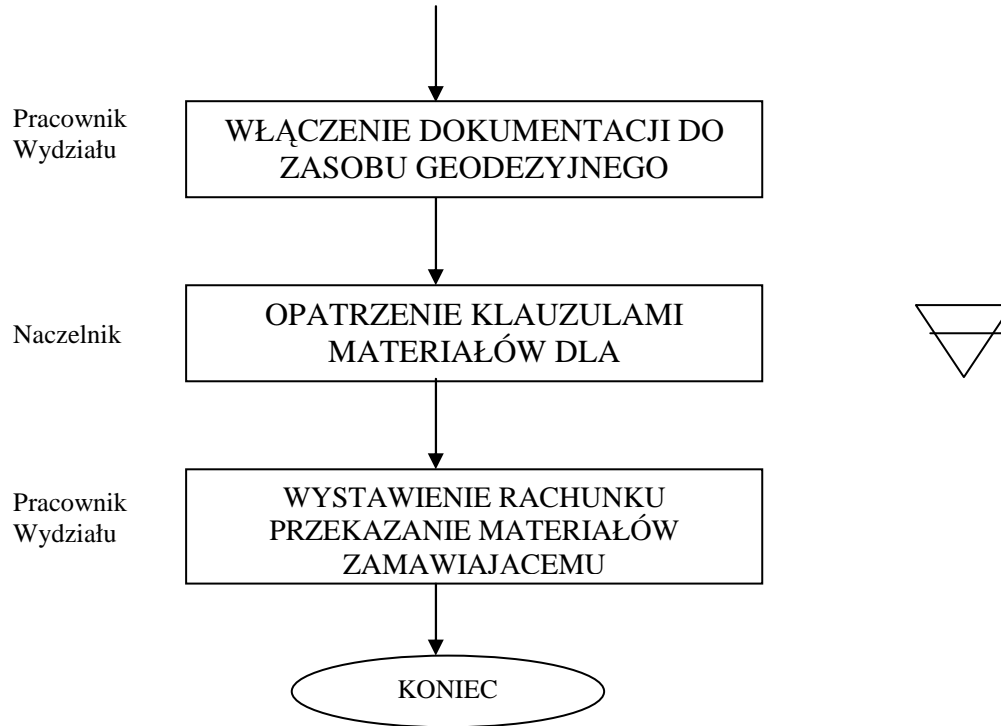 Pracownik
Wydziału
WŁĄCZENIE DOKUMENTACJI DO
ZASOBU GEODEZYJNEGO
Naczelnik
OPATRZENIE KLAUZULAMI
MATERIAŁÓW DLA
Pracownik
Wydziału
WYSTAWIENIE RACHUNKU
PRZEKAZANIE MATERIAŁÓW
ZAMAWIAJACEMU
KONIEC